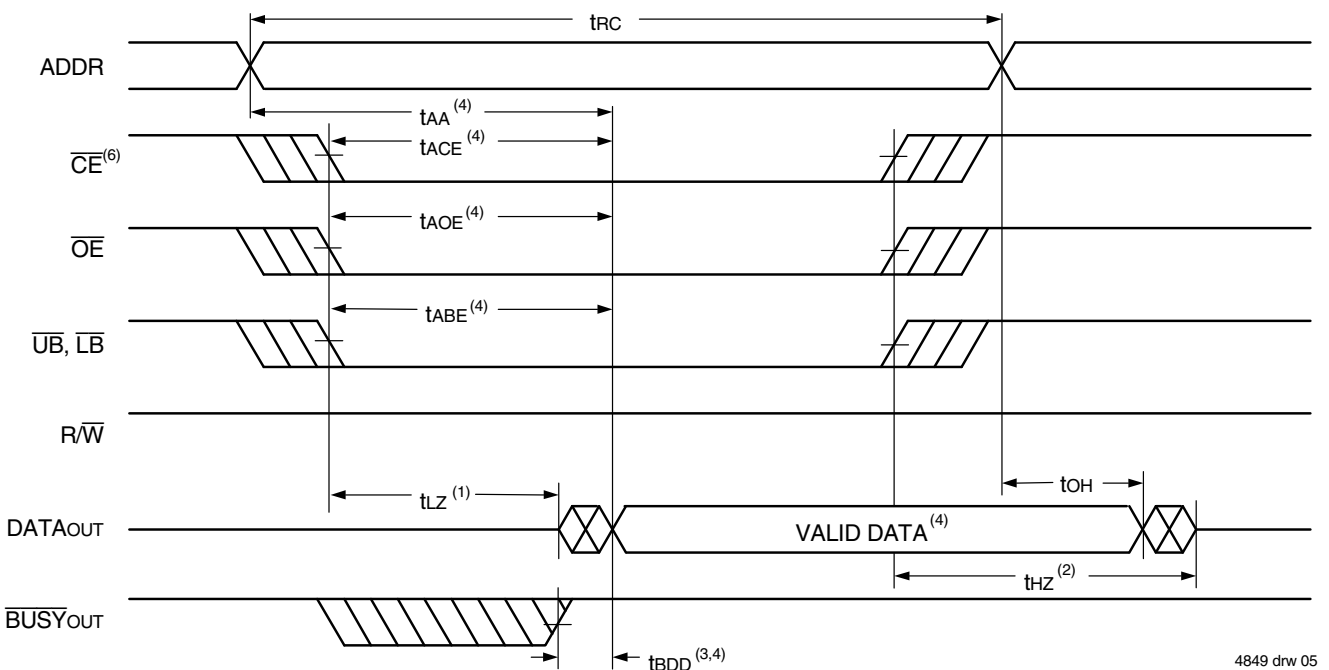 tRC
ADDR
tAA (4)
CE(6)
tACE (4)
OE
tAOE (4)
UB, LB
tABE (4)
R/W
tLZ (1)
tOH
DATAOUT
VALID DATA(4)
tHZ (2)
BUSYOUT
tBDD (3,4)
4849 drw 05